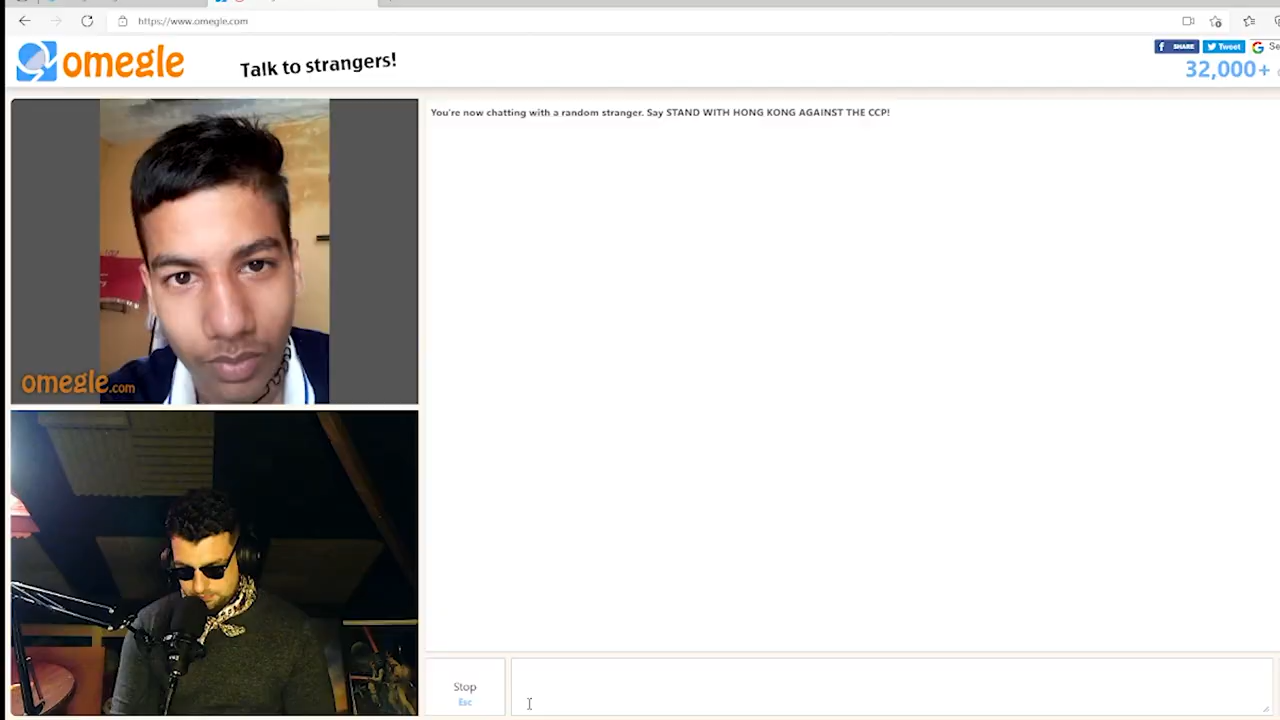 https://www.omegle.com
omegle
Talk to strangers!
SHARE
Tweet
32,000+
You're now chatting with a random stranger. Say STAND WITH HONG KONG AGAINST THE CCP!
omegle.com
Stop
Esc